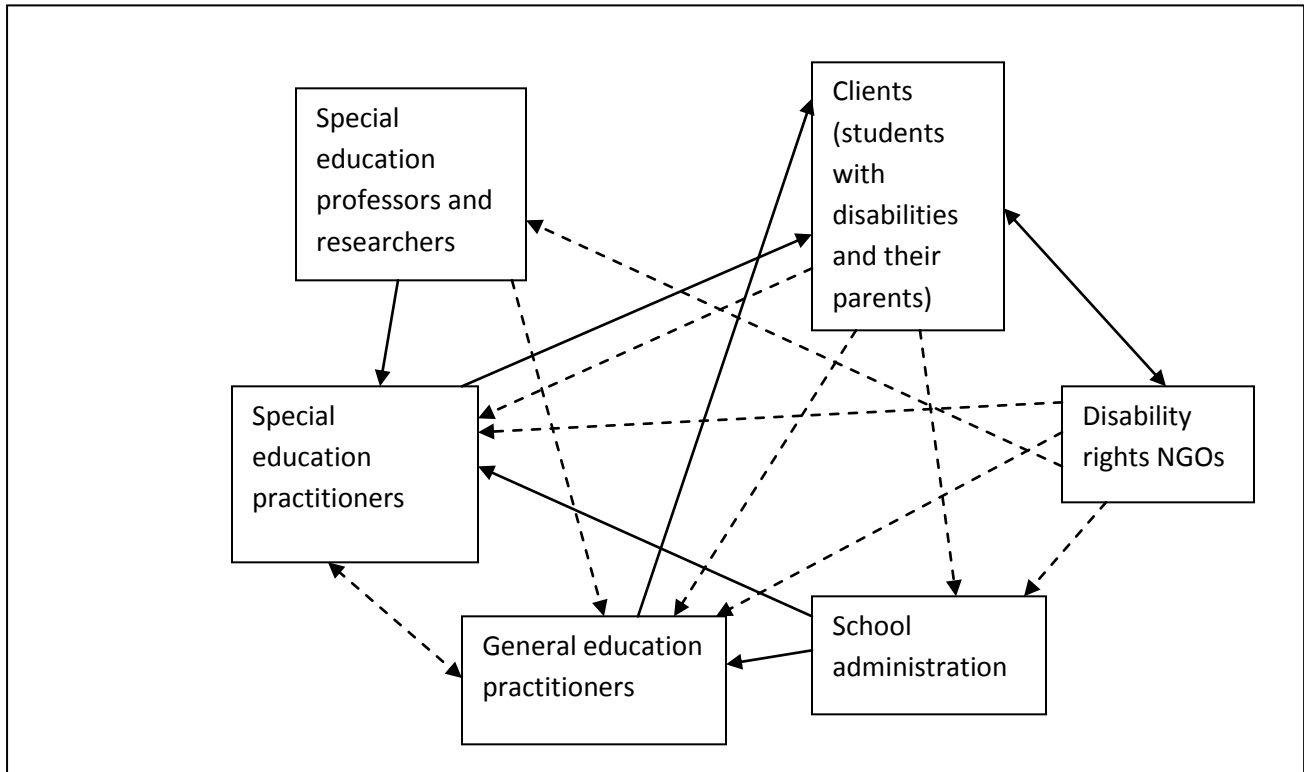 Special
education
professors and
researchers
Clients
(students
with
disabilities
and their
parents)
Special
education
practitioners
Disability
rights NGOs
General education
practitioners
School
administration